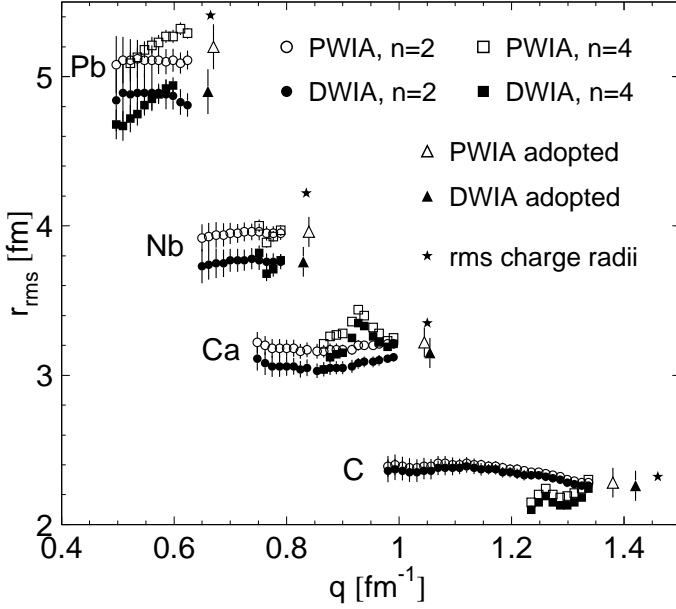 PWIA, n=2
PWIA, n=4
DWIA, n=2
DWIA, n=4
PWIA adopted
DWIA adopted
rms charge radii
Pb
Nb
Ca
C
r_rms [fm]
5
4
3
2
0.4
0.6
0.8
1
1.2
1.4
q [fm⁻¹]